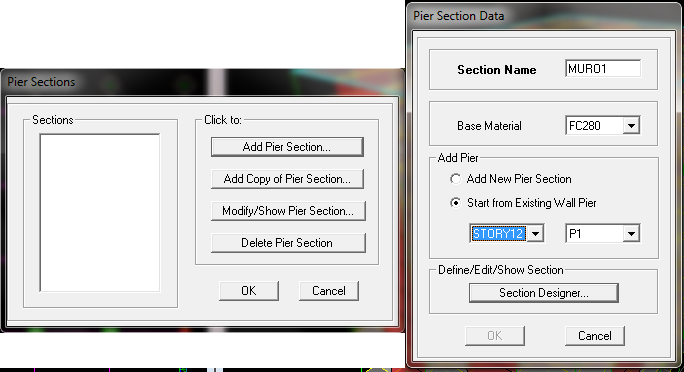 Pier Sections
Sections
Click to:
Add Pier Section...
Add Copy of Pier Section...
Modify/Show Pier Section...
Delete Pier Section
OK
Cancel
Pier Section Data
Section Name
MURO1
Base Material
FC280
Add Pier
Add New Pier Section
Start from Existing Wall Pier
STORY12
P1
Define/Edit/Show Section
Section Designer...
OK
Cancel